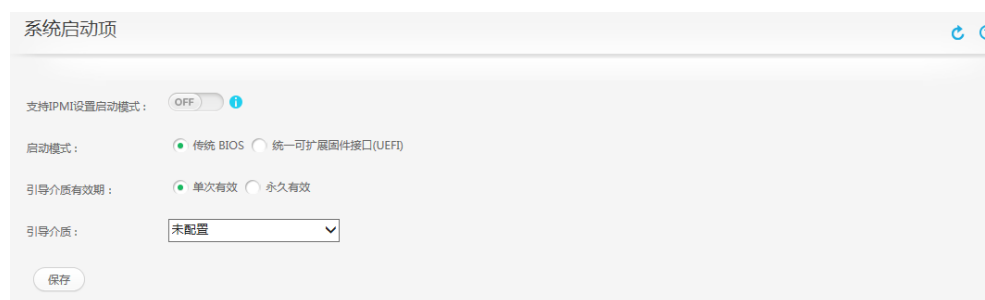 系统启动项
支持IPMI设置启动模式： OFF
启动模式： 传统 BIOS 统一可扩展固件接口(UEFI)
引导介质有效期： 单次有效 永久有效
引导介质： 未配置
保存